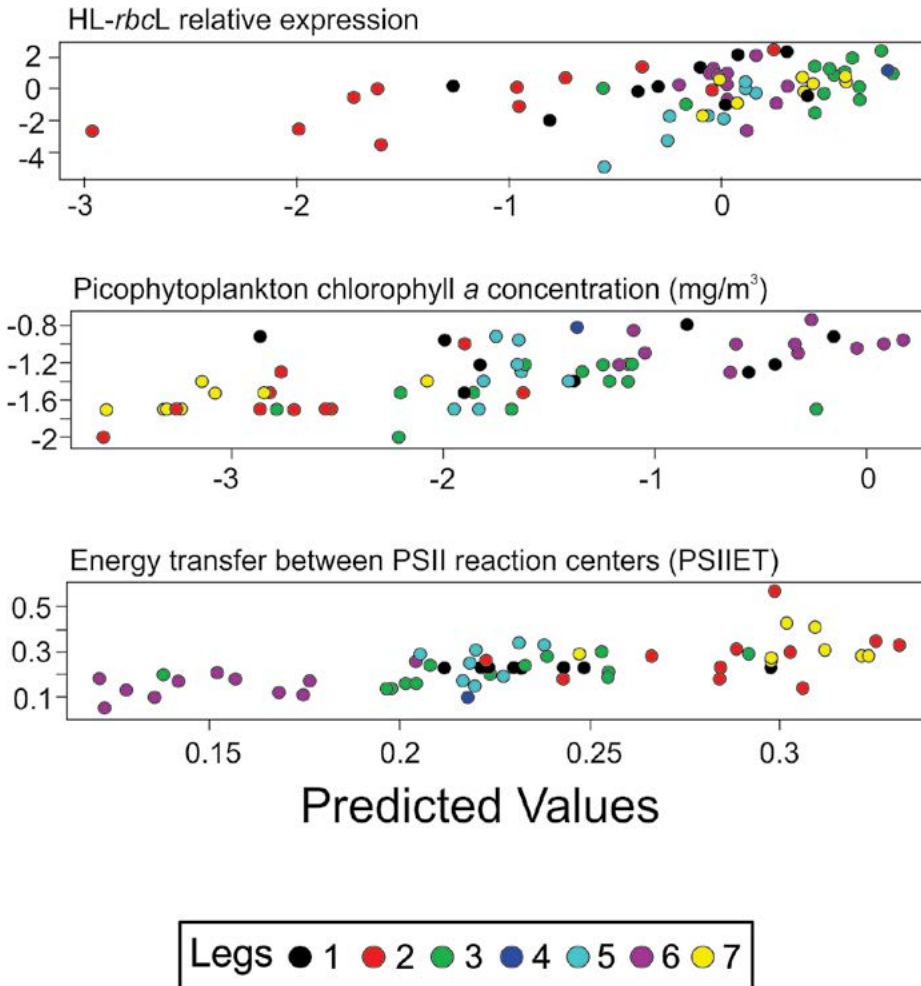 HL-rbcL relative expression
2
0
-2
-4
-3 -2 -1 0
Picophytoplankton chlorophyll a concentration (mg/m³)
-0.8
-1.2
-1.6
-2
-3 -2 -1 0
Energy transfer between PSII reaction centers (PSIIET)
0.5
0.3
0.1
0.15 0.2 0.25 0.3
Predicted Values
Legs 1 2 3 4 5 6 7